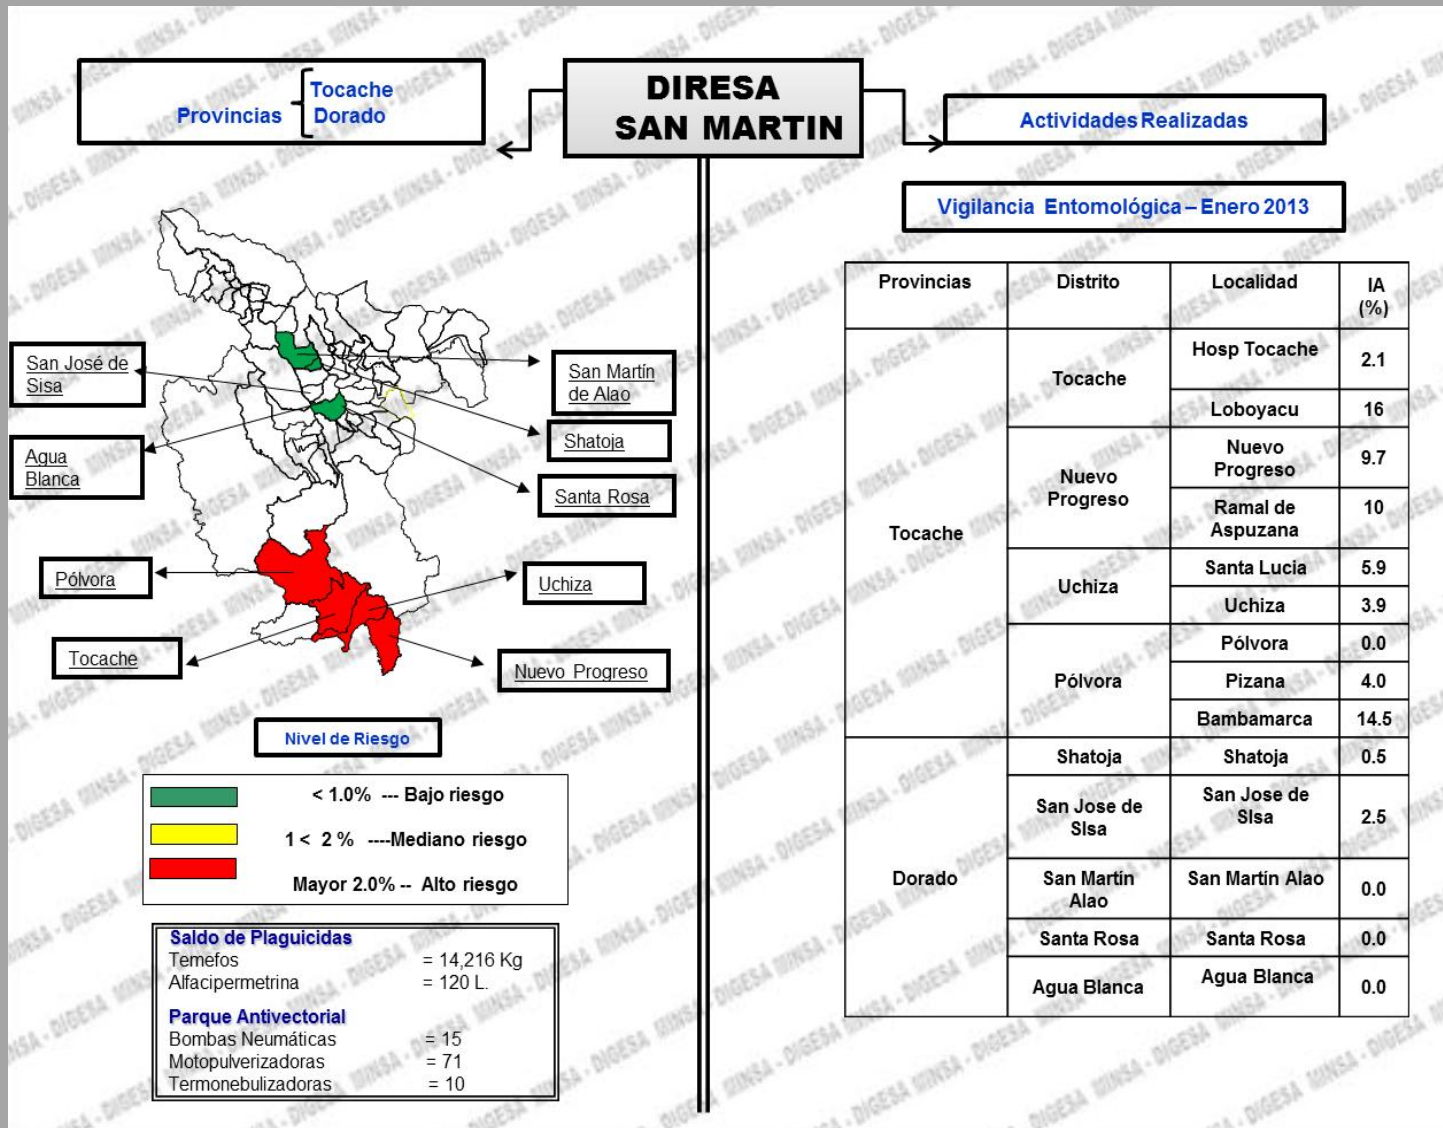 DIRESA
SAN MARTIN
Provincias
Tocache
Dorado
Actividades Realizadas
Vigilancia Entomológica – Enero 2013
San José de
Sisa
Agua
Blanca
San Martín
de Alao
Shatoja
Santa Rosa
Pólvora
Uchiza
Tocache
Nuevo Progreso
Nivel de Riesgo
< 1.0% --- Bajo riesgo
1 < 2 % ----Mediano riesgo
Mayor 2.0% -- Alto riesgo
Saldo de Plaguicidas
Temefos = 14,216 Kg
Alfacipermetrina = 120 L.
Parque Antivectorial
Bombas Neumáticas = 15
Motopulverizadoras = 71
Termonebulizadoras = 10
Provincias Distrito Localidad IA
(%)
Tocache
Tocache
Hosp Tocache 2.1
Loboyacu 16
Nuevo
Progreso
Nuevo
Progreso 9.7
Ramal de
Aspuzana 10
Uchiza
Santa Lucia 5.9
Uchiza 3.9
Pólvora
Pólvora 0.0
Pizana 4.0
Bambamarca 14.5
Dorado
Shatoja Shatoja 0.5
San Jose de
SIsa
San Jose de
SIsa 2.5
San Martín
Alao
San Martín Alao 0.0
Santa Rosa Santa Rosa 0.0
Agua Blanca Agua Blanca 0.0
MINSA - DIGESA